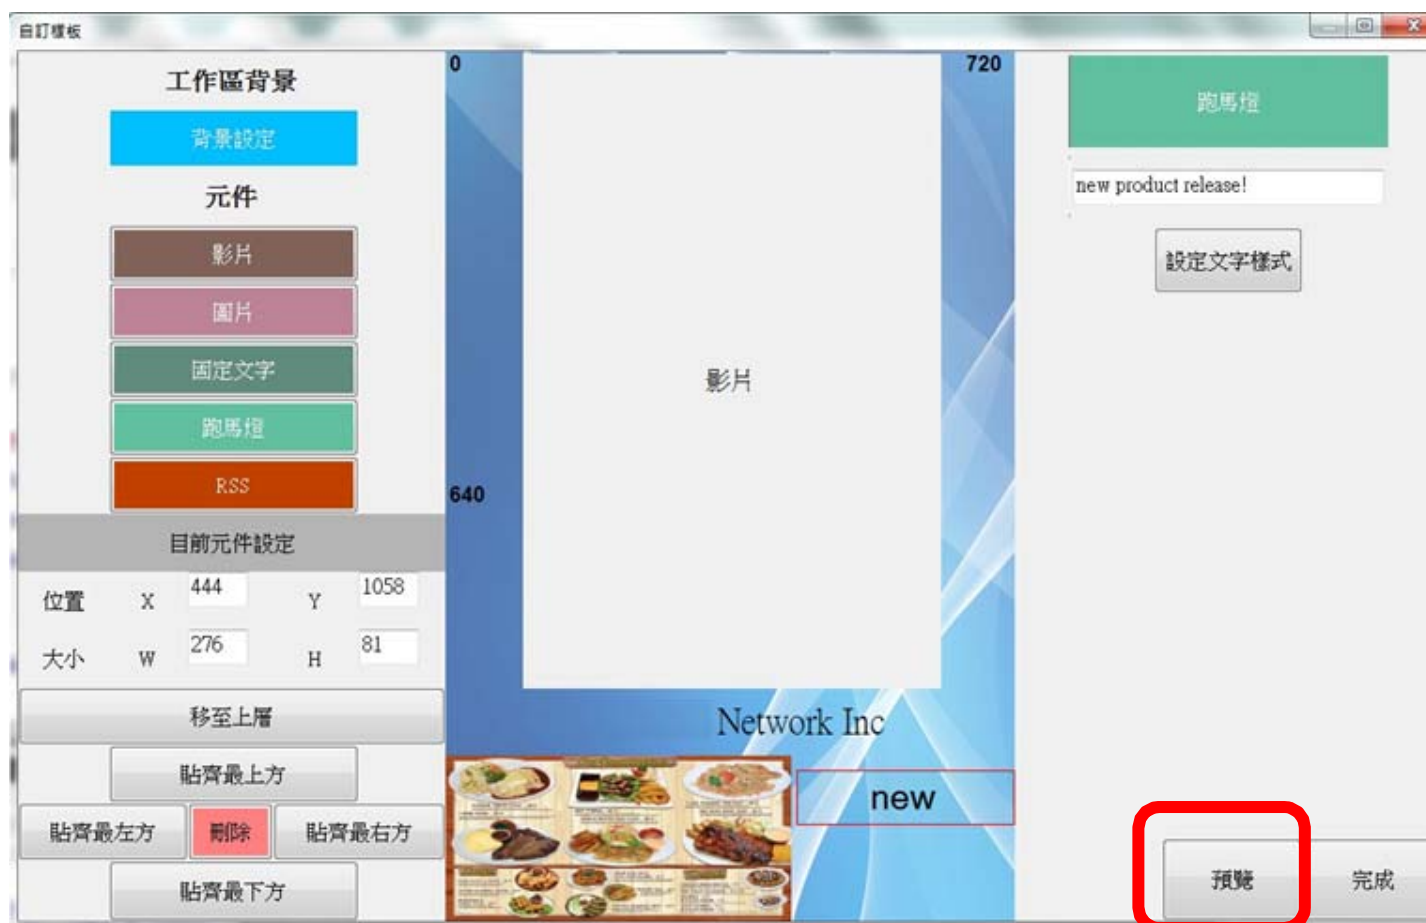 自訂樣板
工作區背景
背景設定
元件
影片
圖片
固定文字
跑馬燈
RSS
目前元件設定
位置 X 444 Y 1058
大小 W 276 H 81
移至上層
貼齊最上方
貼齊最左方 刪除 貼齊最右方
貼齊最下方
0 720
640
影片
Network Inc
new
跑馬燈
new product release!
設定文字樣式
預覽 完成